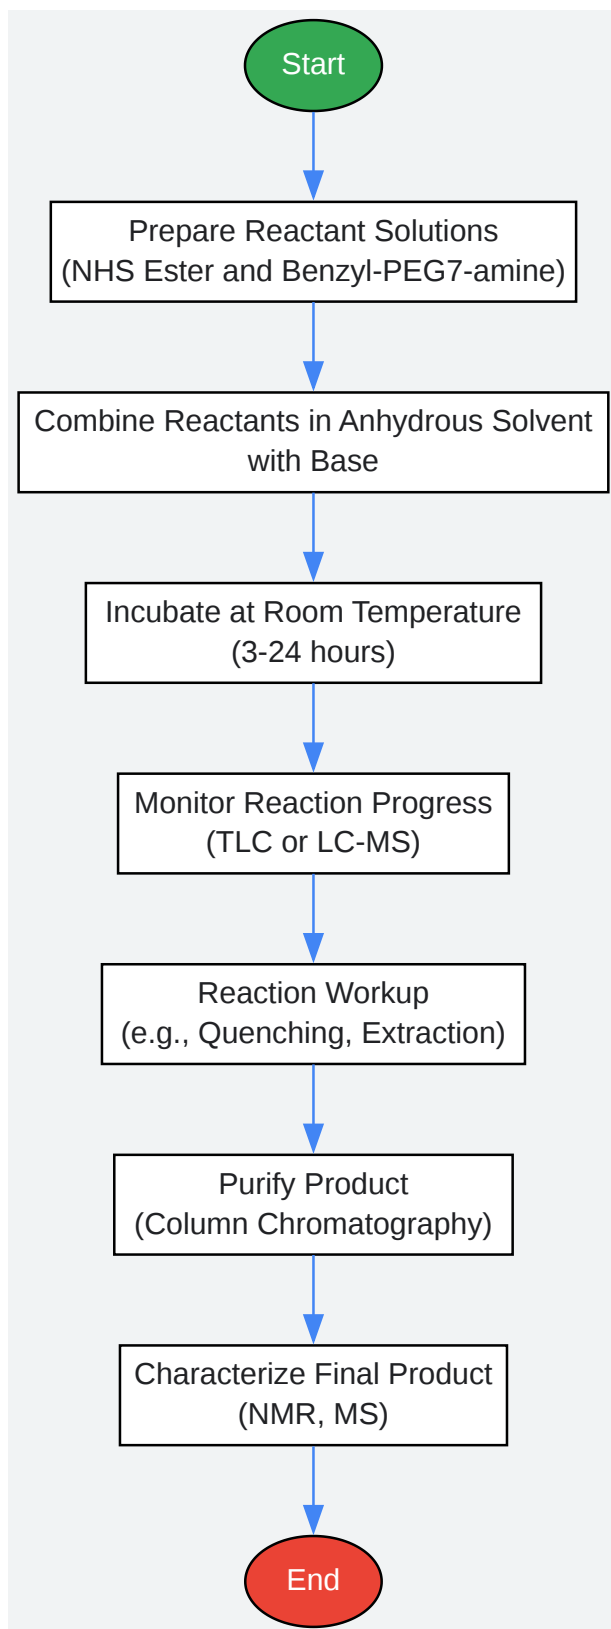 Start
Prepare Reactant Solutions
(NHS Ester and Benzyl-PEG7-amine)
Combine Reactants in Anhydrous Solvent
with Base
Incubate at Room Temperature
(3-24 hours)
Monitor Reaction Progress
(TLC or LC-MS)
Reaction Workup
(e.g., Quenching, Extraction)
Purify Product
(Column Chromatography)
Characterize Final Product
(NMR, MS)
End